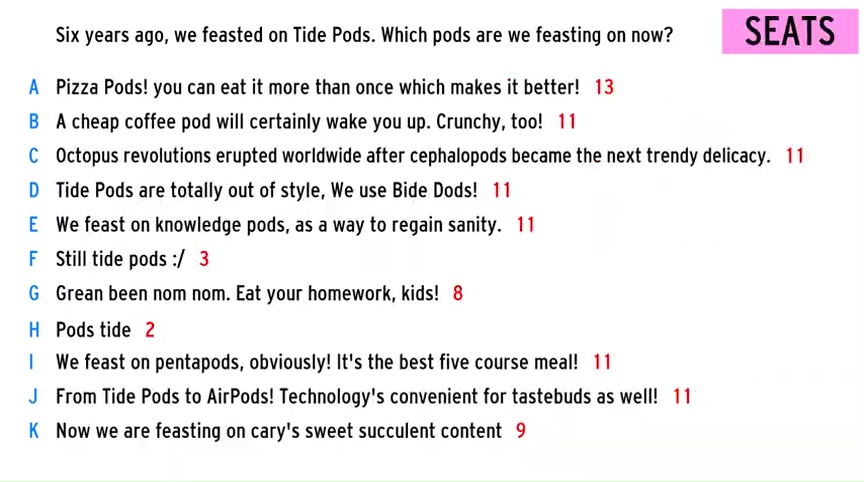 Six years ago, we feasted on Tide Pods. Which pods are we feasting on now?
SEATS
A Pizza Pods! you can eat it more than once which makes it better! 13
B A cheap coffee pod will certainly wake you up. Crunchy, too! 11
C Octopus revolutions erupted worldwide after cephalopods became the next trendy delicacy. 11
D Tide Pods are totally out of style, We use Bide Dods! 11
E We feast on knowledge pods, as a way to regain sanity. 11
F Still tide pods :/ 3
G Grean been nom nom. Eat your homework, kids! 8
H Pods tide 2
I We feast on pentapods, obviously! It's the best five course meal! 11
J From Tide Pods to AirPods! Technology's convenient for tastebuds as well! 11
K Now we are feasting on cary's sweet succulent content 9